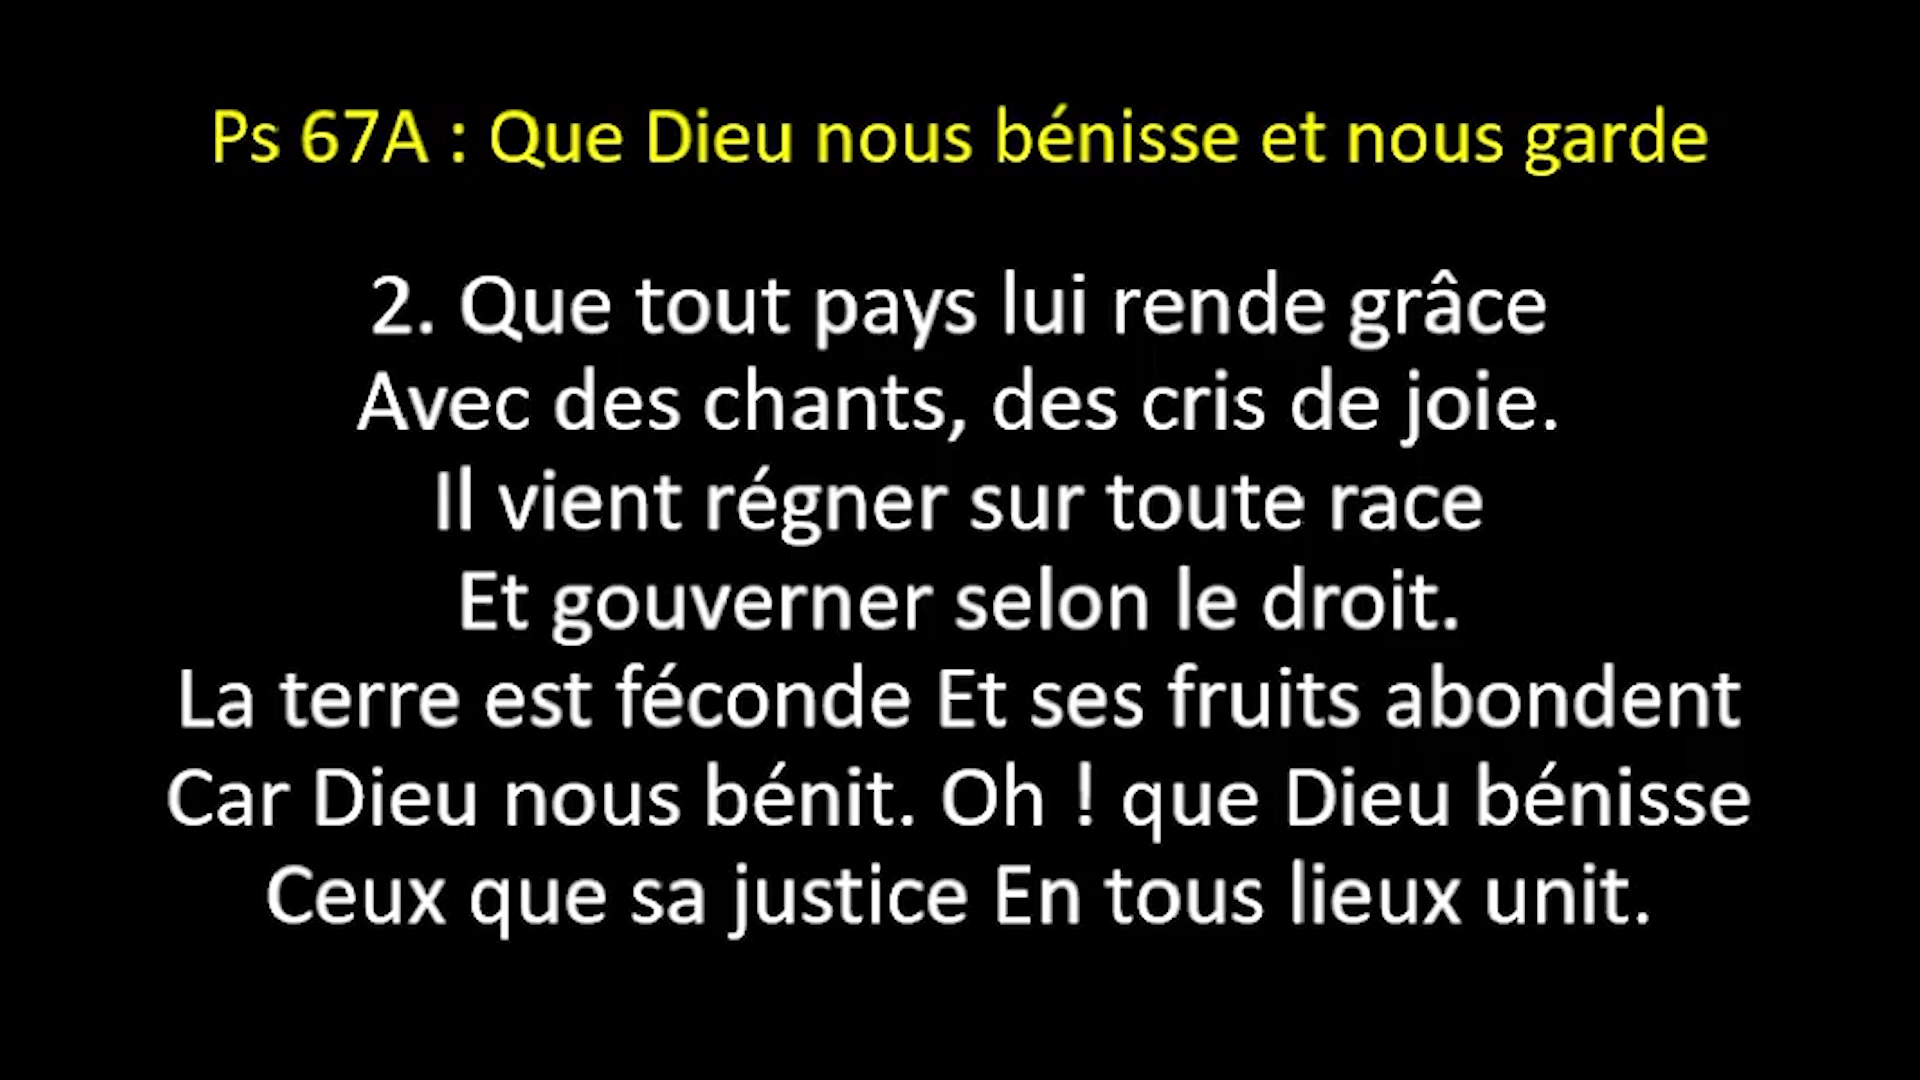 Ps 67A : Que Dieu nous bénisse et nous garde
2. Que tout pays lui rende grâce
Avec des chants, des cris de joie.
Il vient régner sur toute race
Et gouverner selon le droit.
La terre est féconde Et ses fruits abondent
Car Dieu nous bénit. Oh ! que Dieu bénisse
Ceux que sa justice En tous lieux unit.